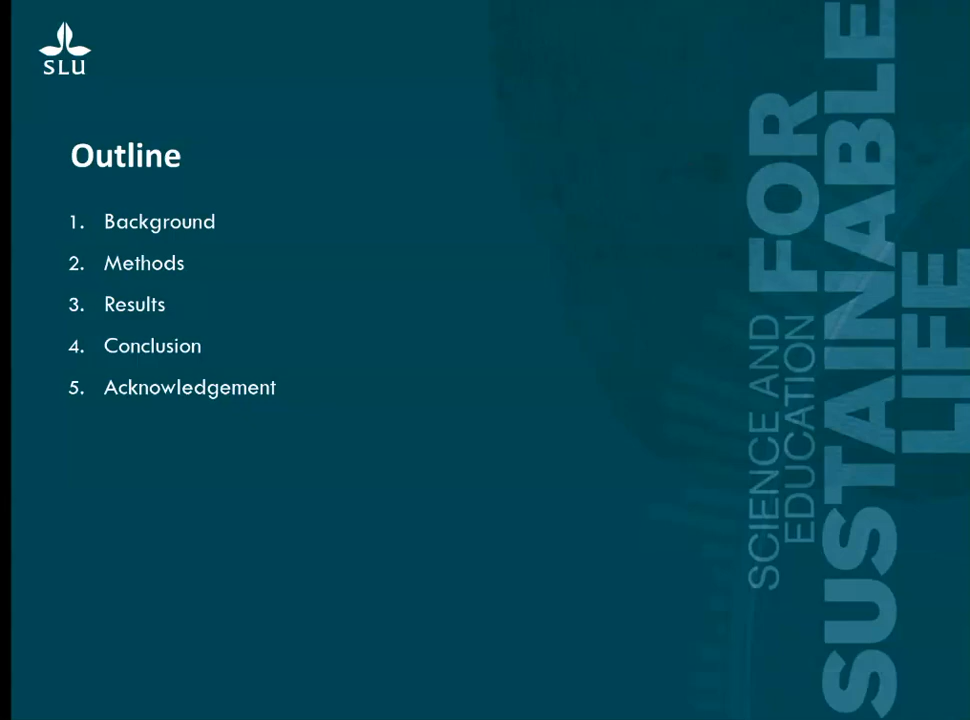 SLU
Outline
1. Background
2. Methods
3. Results
4. Conclusion
5. Acknowledgement
SCIENCE AND
EDUCATION
FOR
SUSTAINABLE
LIFE